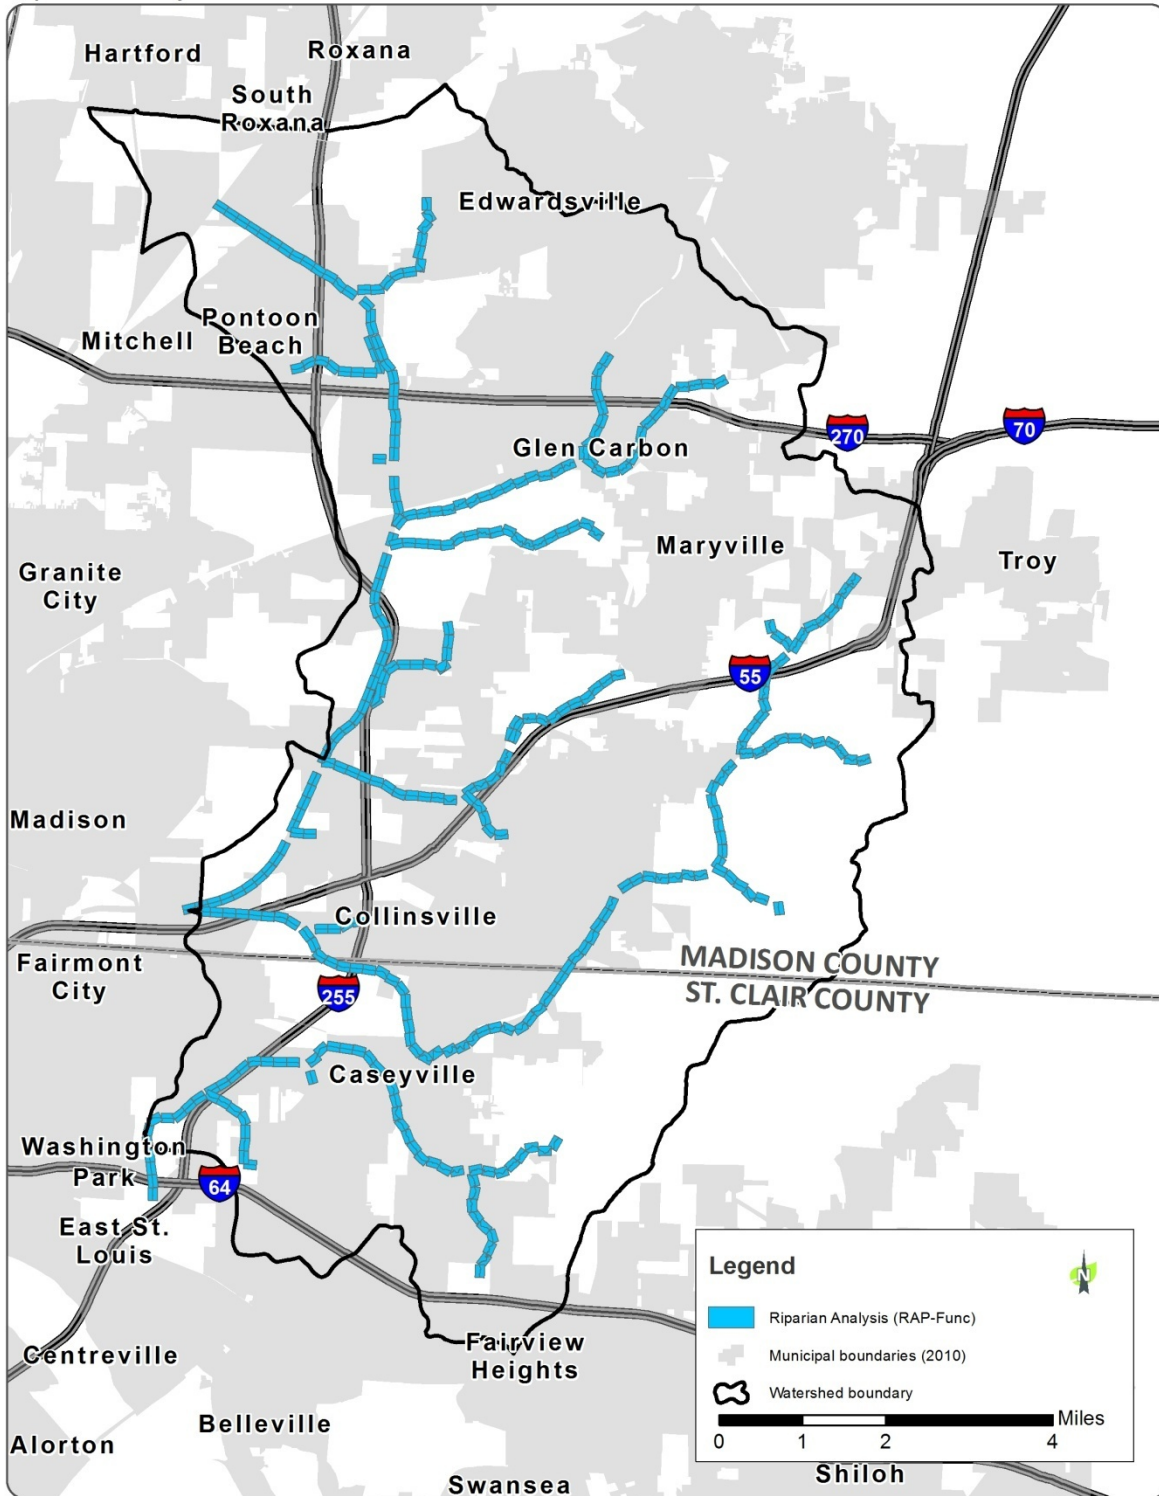 Hartford
Roxana
South
Roxana
Edwardsville
Pontoon
Beach
Mitchell
270
70
Glen Carbon
Maryville
Troy
Granite
City
55
Madison
Collinsville
Fairmont
City
MADISON COUNTY
ST. CLAIR COUNTY
255
Caseyville
Washington
Park
64
East St.
Louis
Legend
N
Riparian Analysis (RAP-Func)
Municipal boundaries (2010)
Watershed boundary
Miles
0 1 2 4
Fairview
Heights
Centreville
Belleville
Alorton
Swansea
Shiloh